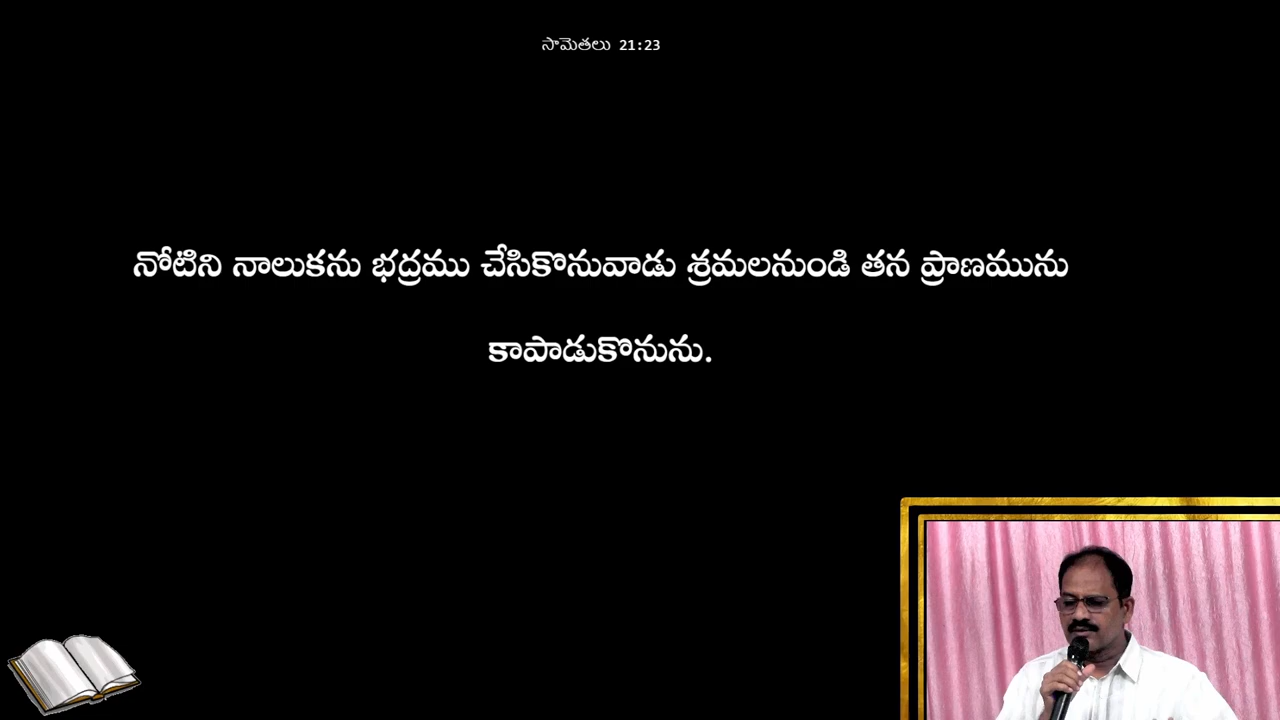 సామెతలు 21:23
నోటిని నాలుకను భద్రము చేసికొనువాడు శ్రమలనుండి తన ప్రాణమును
కాపాడుకొనును.